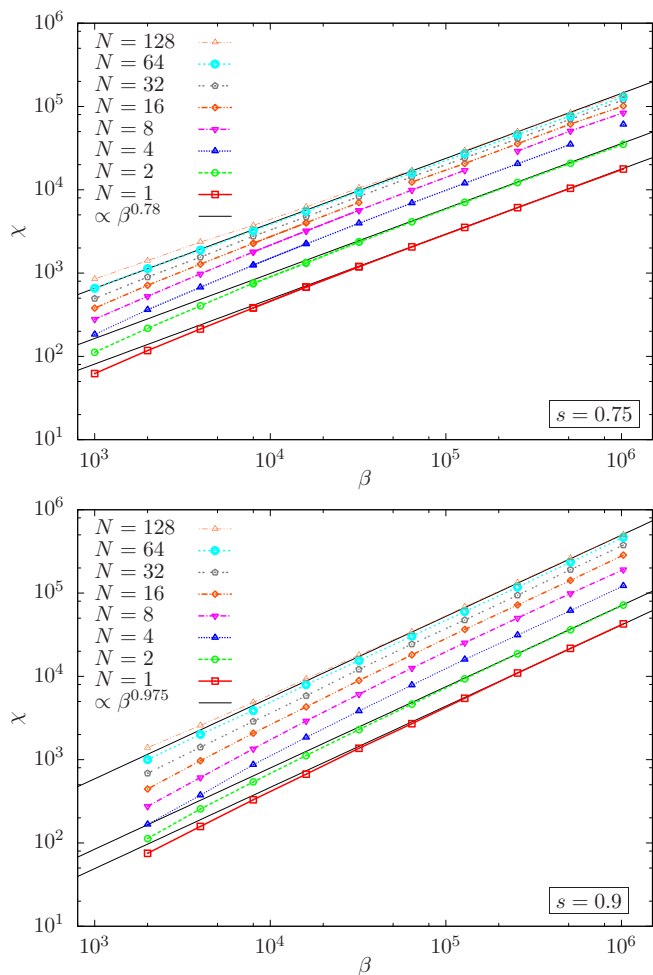 10^6
N = 128
N = 64
10^5
N = 32
N = 16
N = 8
10^4
N = 4
N = 2
χ
N = 1
10^3
∝ β^0.78
10^2
s = 0.75
10^1
10^3 10^4 10^5 10^6
β
10^6
N = 128
N = 64
10^5
N = 32
N = 16
N = 8
10^4
N = 4
N = 2
χ
N = 1
10^3
∝ β^0.975
10^2
s = 0.9
10^1
10^3 10^4 10^5 10^6
β